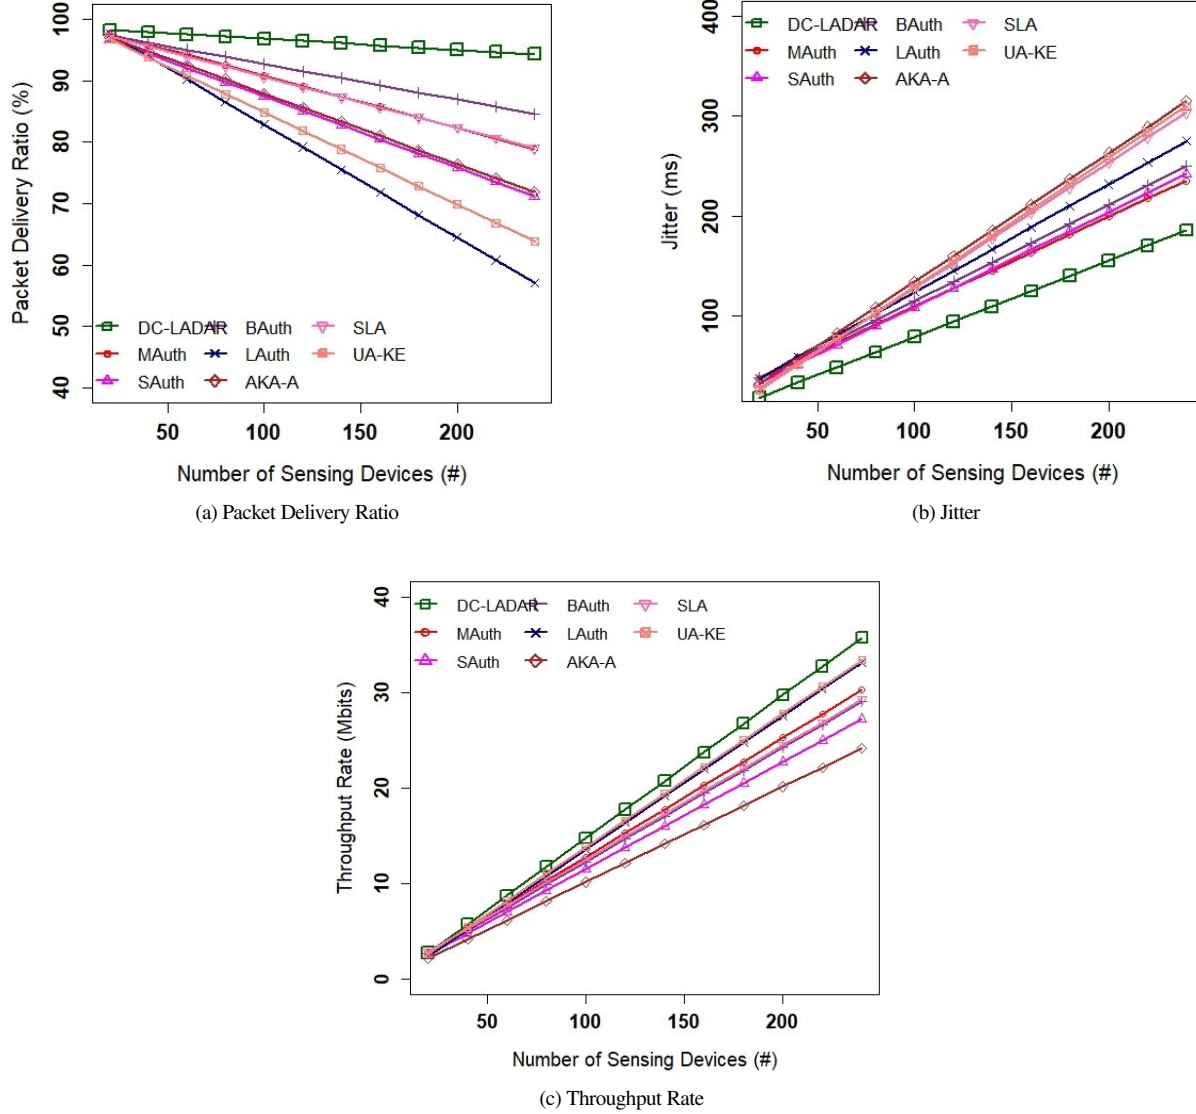 100
90
80
70
60
50
40
Packet Delivery Ratio (%)
DC-LADAR BAuth SLA
MAuth LAuth UA-KE
SAuth AKA-A
50 100 150 200
Number of Sensing Devices (#)
(a) Packet Delivery Ratio
400
300
200
100
Jitter (ms)
DC-LADAR BAuth SLA
MAuth LAuth UA-KE
SAuth AKA-A
50 100 150 200
Number of Sensing Devices (#)
(b) Jitter
40
30
20
10
0
Throughput Rate (Mbits)
DC-LADAR BAuth SLA
MAuth LAuth UA-KE
SAuth AKA-A
50 100 150 200
Number of Sensing Devices (#)
(c) Throughput Rate